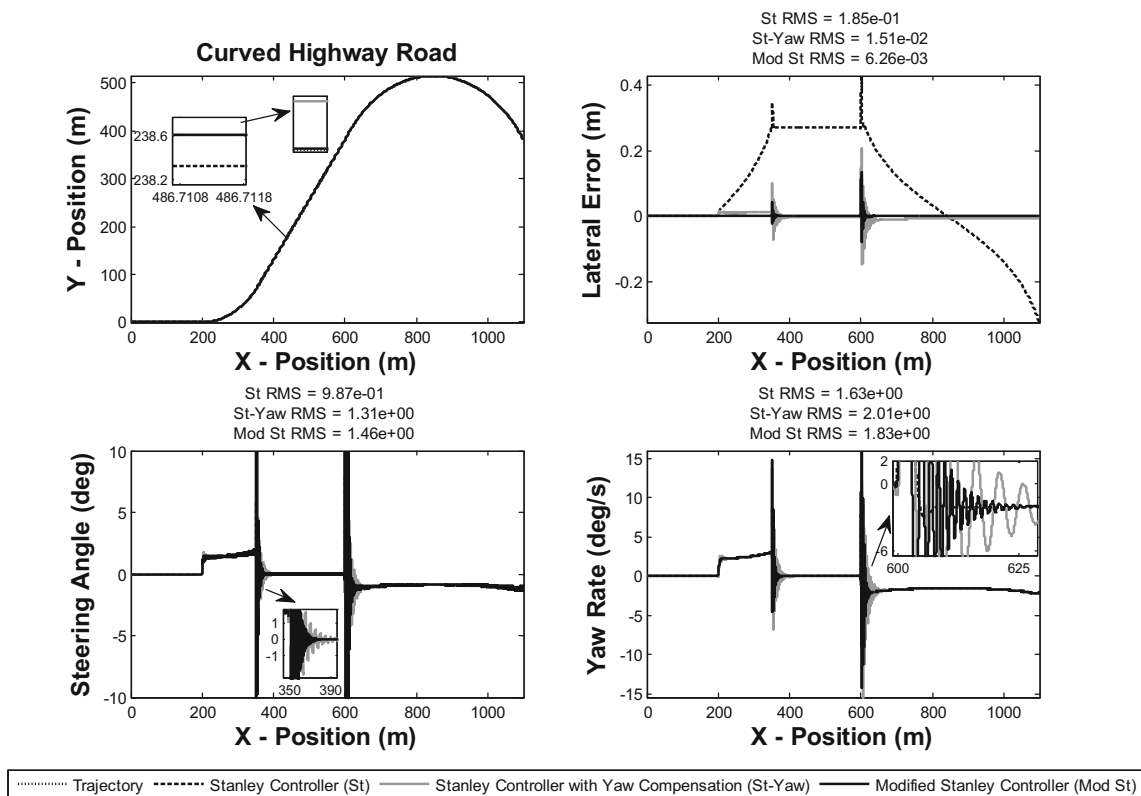 Curved Highway Road
Y - Position (m)
500
400
300
200
100
0
238.6
238.2
486.7108 486.7118
0 200 400 600 800 1000
X - Position (m)
St RMS = 1.85e-01
St-Yaw RMS = 1.51e-02
Mod St RMS = 6.26e-03
Lateral Error (m)
0.4
0.2
0
-0.2
0 200 400 600 800 1000
X - Position (m)
St RMS = 9.87e-01
St-Yaw RMS = 1.31e+00
Mod St RMS = 1.46e+00
Steering Angle (deg)
10
5
0
-5
-10
1
0
-1
350 390
0 200 400 600 800 1000
X - Position (m)
St RMS = 1.63e+00
St-Yaw RMS = 2.01e+00
Mod St RMS = 1.83e+00
Yaw Rate (deg/s)
15
10
5
0
-5
-10
-15
2
0
-6
600 625
0 200 400 600 800 1000
X - Position (m)
Trajectory Stanley Controller (St) Stanley Controller with Yaw Compensation (St-Yaw) Modified Stanley Controller (Mod St)